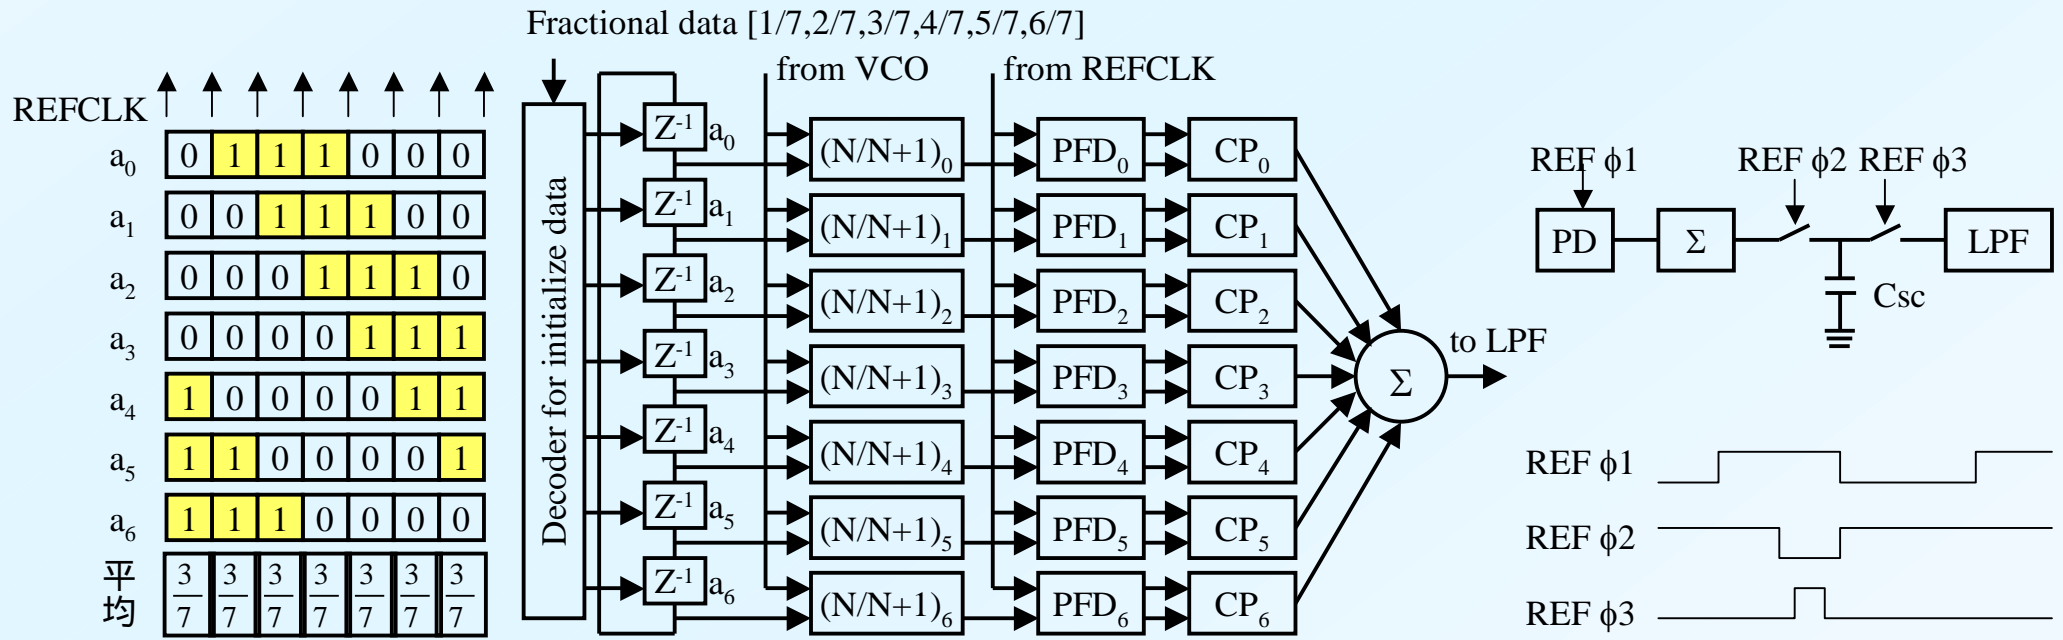 Fractional data [1/7,2/7,3/7,4/7,5/7,6/7]
REFCLK
a0 0 1 1 1 0 0 0
a1 0 0 1 1 1 0 0
a2 0 0 0 1 1 1 0
a3 0 0 0 0 1 1 1
a4 1 0 0 0 0 1 1
a5 1 1 0 0 0 0 1
a6 1 1 1 0 0 0 0
平均 3/7 3/7 3/7 3/7 3/7 3/7 3/7
Decoder for initialize data
from VCO
from REFCLK
Z-1 a0 (N/N+1)0 PFD0 CP0
Z-1 a1 (N/N+1)1 PFD1 CP1
Z-1 a2 (N/N+1)2 PFD2 CP2
Z-1 a3 (N/N+1)3 PFD3 CP3
Z-1 a4 (N/N+1)4 PFD4 CP4
Z-1 a5 (N/N+1)5 PFD5 CP5
Z-1 a6 (N/N+1)6 PFD6 CP6
Σ
to LPF
REF ϕ1 REF ϕ2 REF ϕ3
PD Σ LPF
Csc
REF ϕ1
REF ϕ2
REF ϕ3